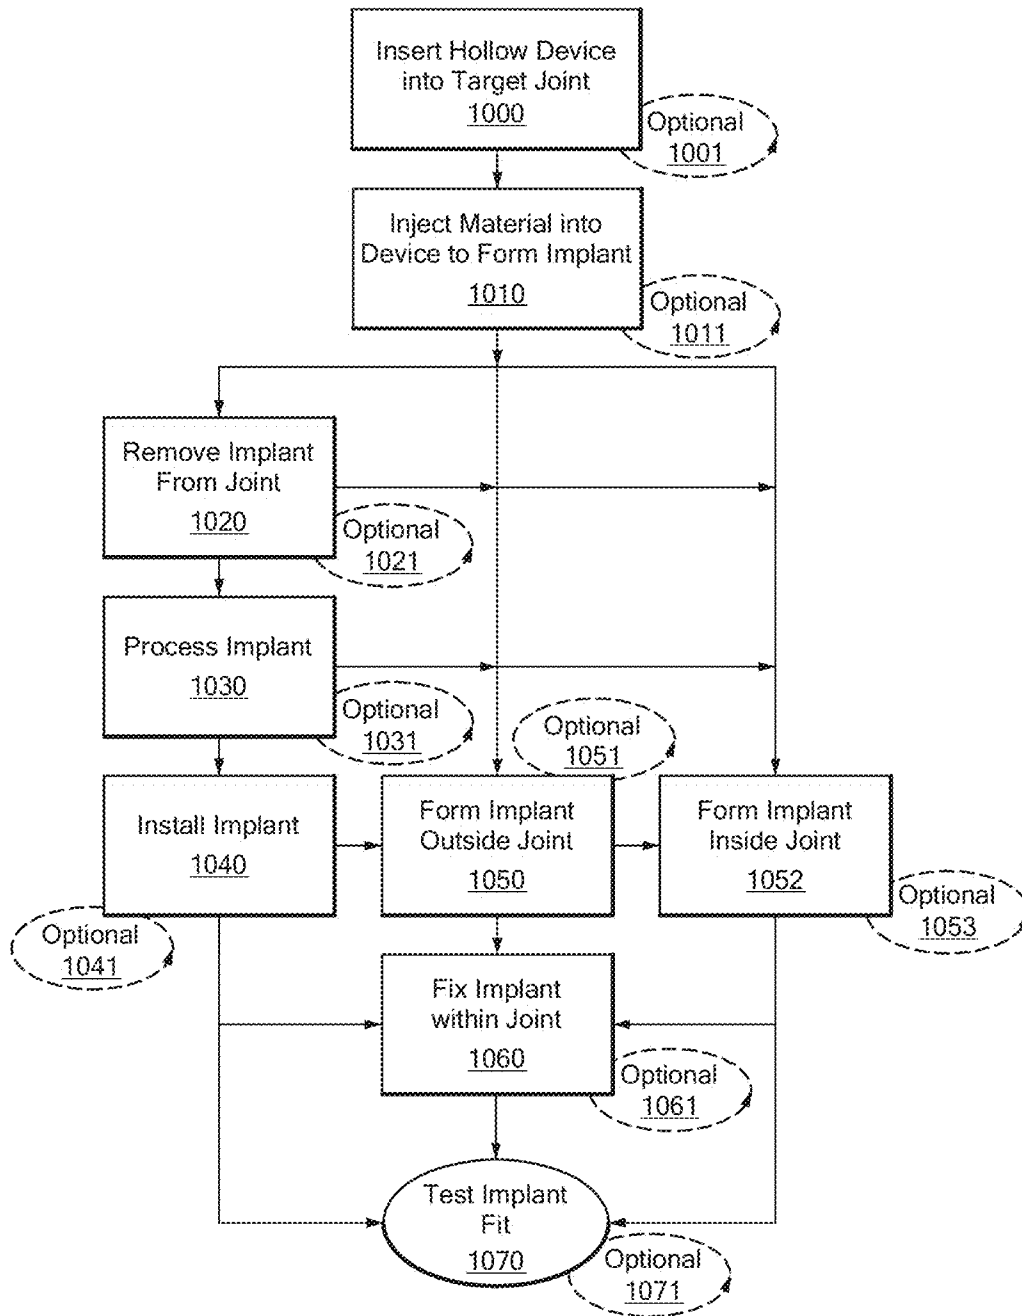 Insert Hollow Device
into Target Joint
1000
Optional
1001
Inject Material into
Device to Form Implant
1010
Optional
1011
Remove Implant
From Joint
1020
Optional
1021
Process Implant
1030
Optional
1031
Optional
1051
Install Implant
1040
Form Implant
Outside Joint
1050
Form Implant
Inside Joint
1052
Optional
1041
Optional
1053
Fix Implant
within Joint
1060
Optional
1061
Test Implant
Fit
1070
Optional
1071